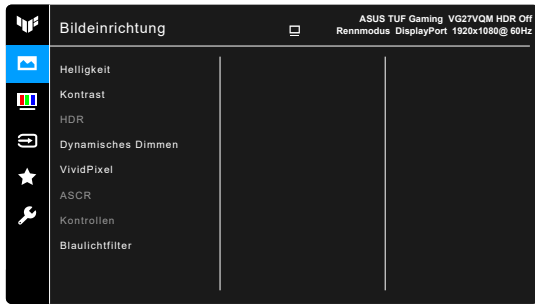 Bildeinrichtung
ASUS TUF Gaming VG27VQM HDR Off
Rennmodus DisplayPort 1920x1080@ 60Hz
Helligkeit
Kontrast
HDR
Dynamisches Dimmen
VividPixel
ASCR
Kontrollen
Blaulichtfilter